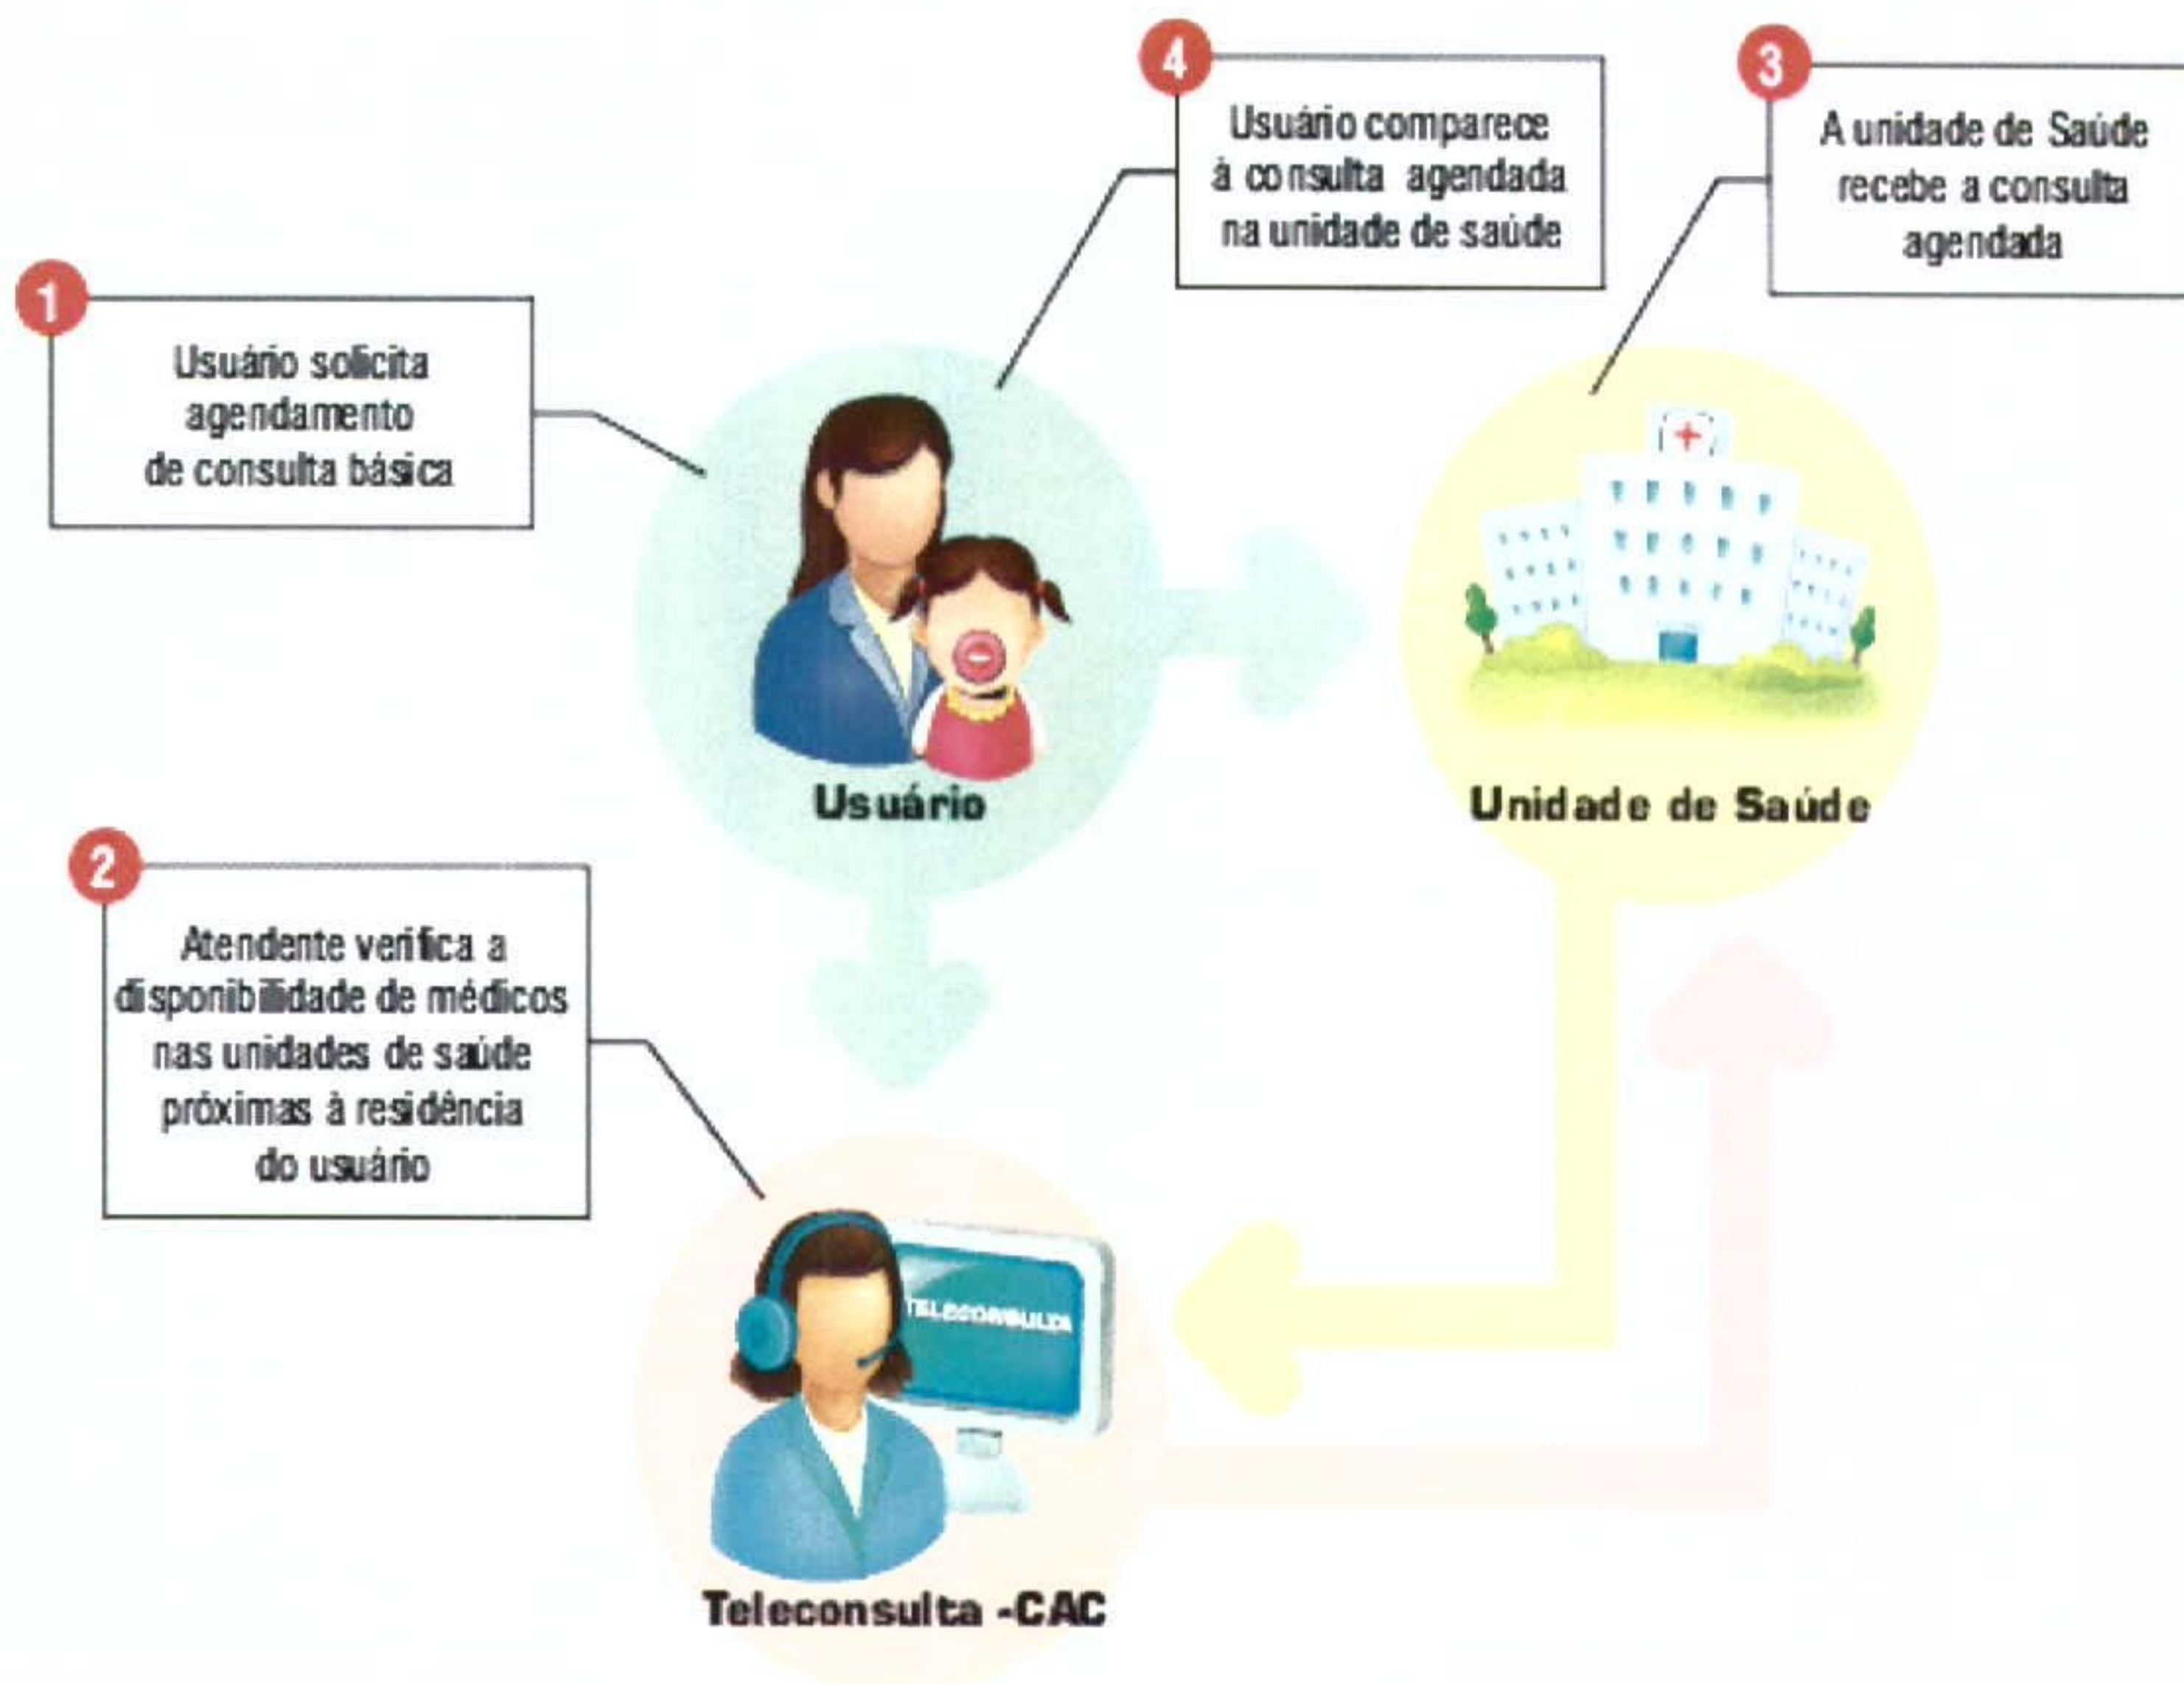 1
Usuário solicita
agendamento
de consulta básica
4
Usuário comparece
à consulta agendada
na unidade de saúde
3
A unidade de Saúde
recebe a consulta
agendada
Usuário
Unidade de Saúde
2
Atendente verifica a
disponibilidade de médicos
nas unidades de saúde
próximas à residência
do usuário
TELECONSULTA
Teleconsulta -CAC